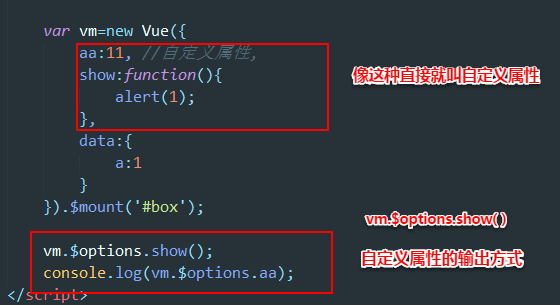 var vm=new Vue({
aa:11, //自定义属性,
show:function(){
alert(1);
},
像这种直接就叫自定义属性
data:{
a:1
}
}).$mount('#box');
vm.$options.show( )
vm.$options.show();
自定义属性的输出方式
console.log(vm.$options.aa);
</script>